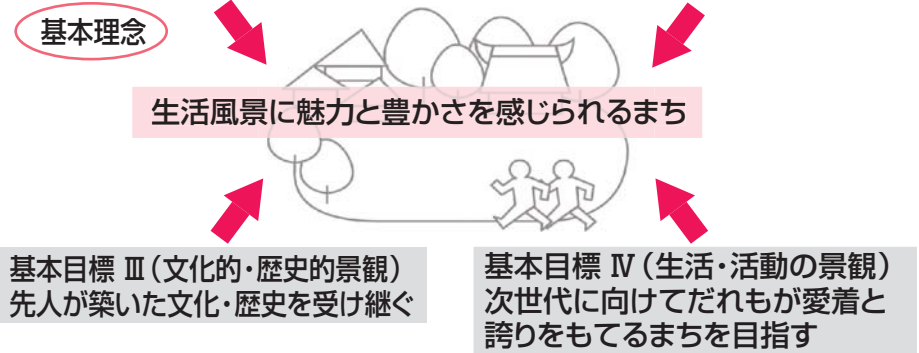 基本理念
生活風景に魅力と豊かさを感じられるまち
基本目標 Ⅲ（文化的・歴史的景観）
先人が築いた文化・歴史を受け継ぐ
基本目標 Ⅳ（生活・活動の景観）
次世代に向けてだれもが愛着と
誇りをもてるまちを目指す